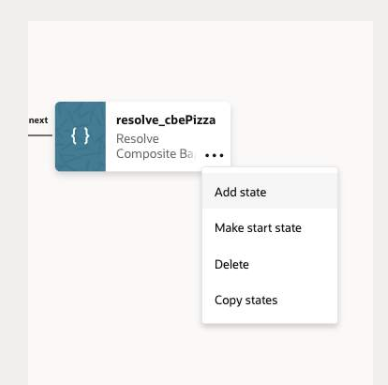 next
{ }
resolve_cbePizza
Resolve
Composite Ba
Add state
Make start state
Delete
Copy states